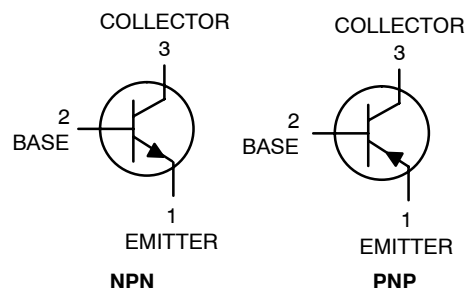 COLLECTOR
3
2
BASE
1
EMITTER
NPN
COLLECTOR
3
2
BASE
1
EMITTER
PNP